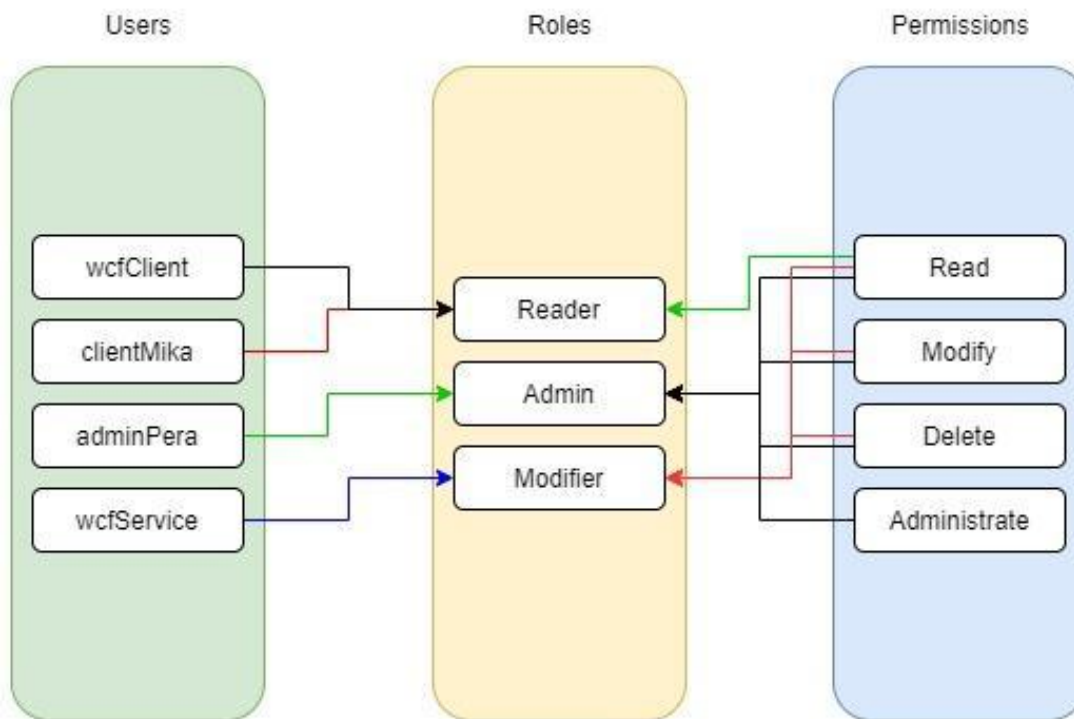 Users
Roles
Permissions
wcfClient
clientMika
adminPera
wcfService
Reader
Admin
Modifier
Read
Modify
Delete
Administrate